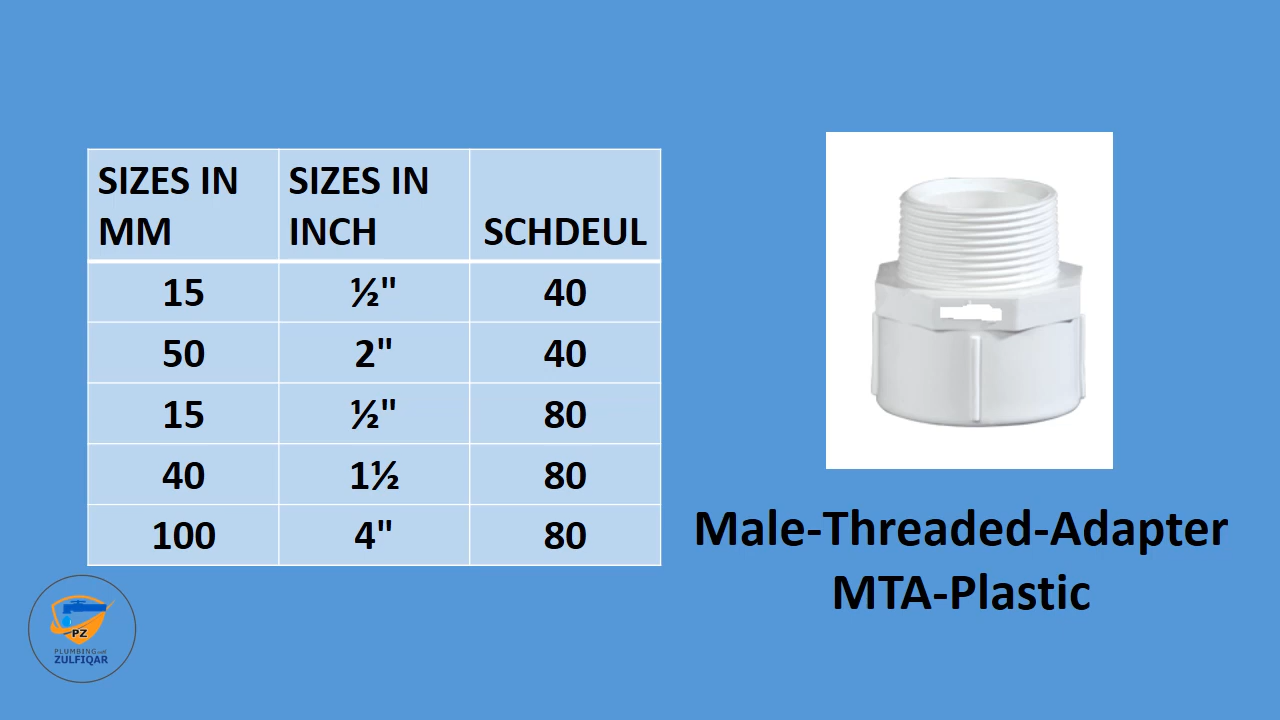 SIZES IN MM SIZES IN INCH SCHDEUL
15 ½" 40
50 2" 40
15 ½" 80
40 1½ 80
100 4" 80
Male-Threaded-Adapter
MTA-Plastic
PZ
PLUMBING with
ZULFIQAR